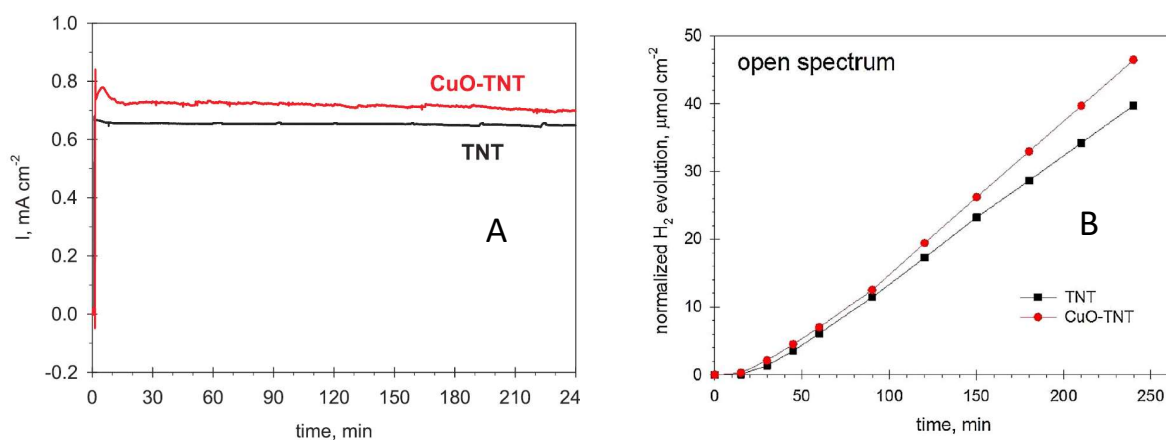 1.0
0.8
0.6
0.4
0.2
0.0
-0.2
I, mA cm⁻²
CuO-TNT
TNT
A
0 30 60 90 120 150 180 210 24
time, min
50
40
30
20
10
0
normalized H₂ evolution, µmol cm⁻²
open spectrum
B
TNT
CuO-TNT
0 50 100 150 200 250
time, min